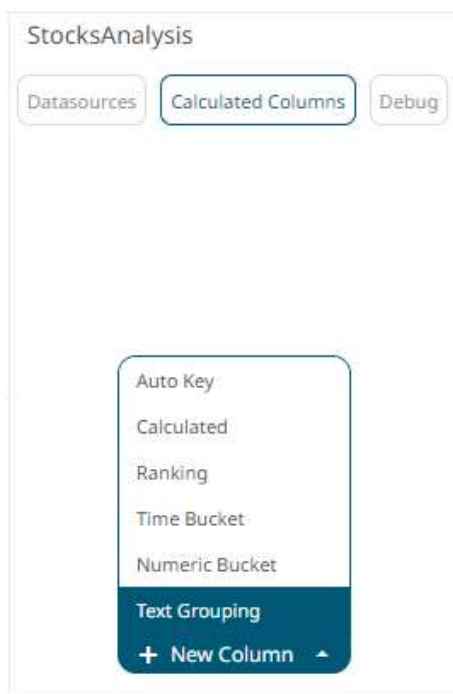 StocksAnalysis
Datasources Calculated Columns Debug
Auto Key
Calculated
Ranking
Time Bucket
Numeric Bucket
Text Grouping
+ New Column